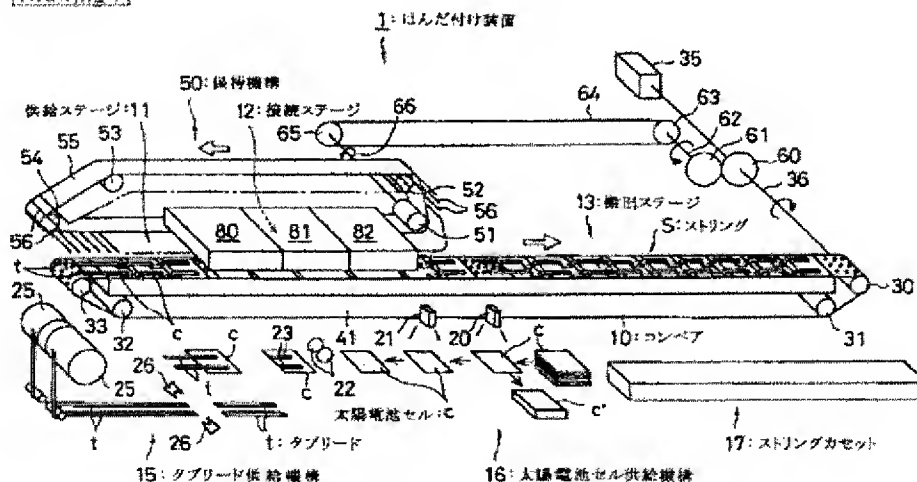 1:はんだ付け装置
35
50:保持機構
供給ステージ:11
12:接続ステージ
66
64
63
62
61
60
36
65
53
55
54
52
56
13:搬出ステージ
S:ストリング
80
81
82
51
56
t
25
33
32
c
41
21
20
10:コンベア
31
30
23
c
c
22
c
c
c
c'
26
25
t
26
t
t:タブリード
太陽電池セル:c
15:タブリード供給機構
16:太陽電池セル供給機構
17:ストリングカセット